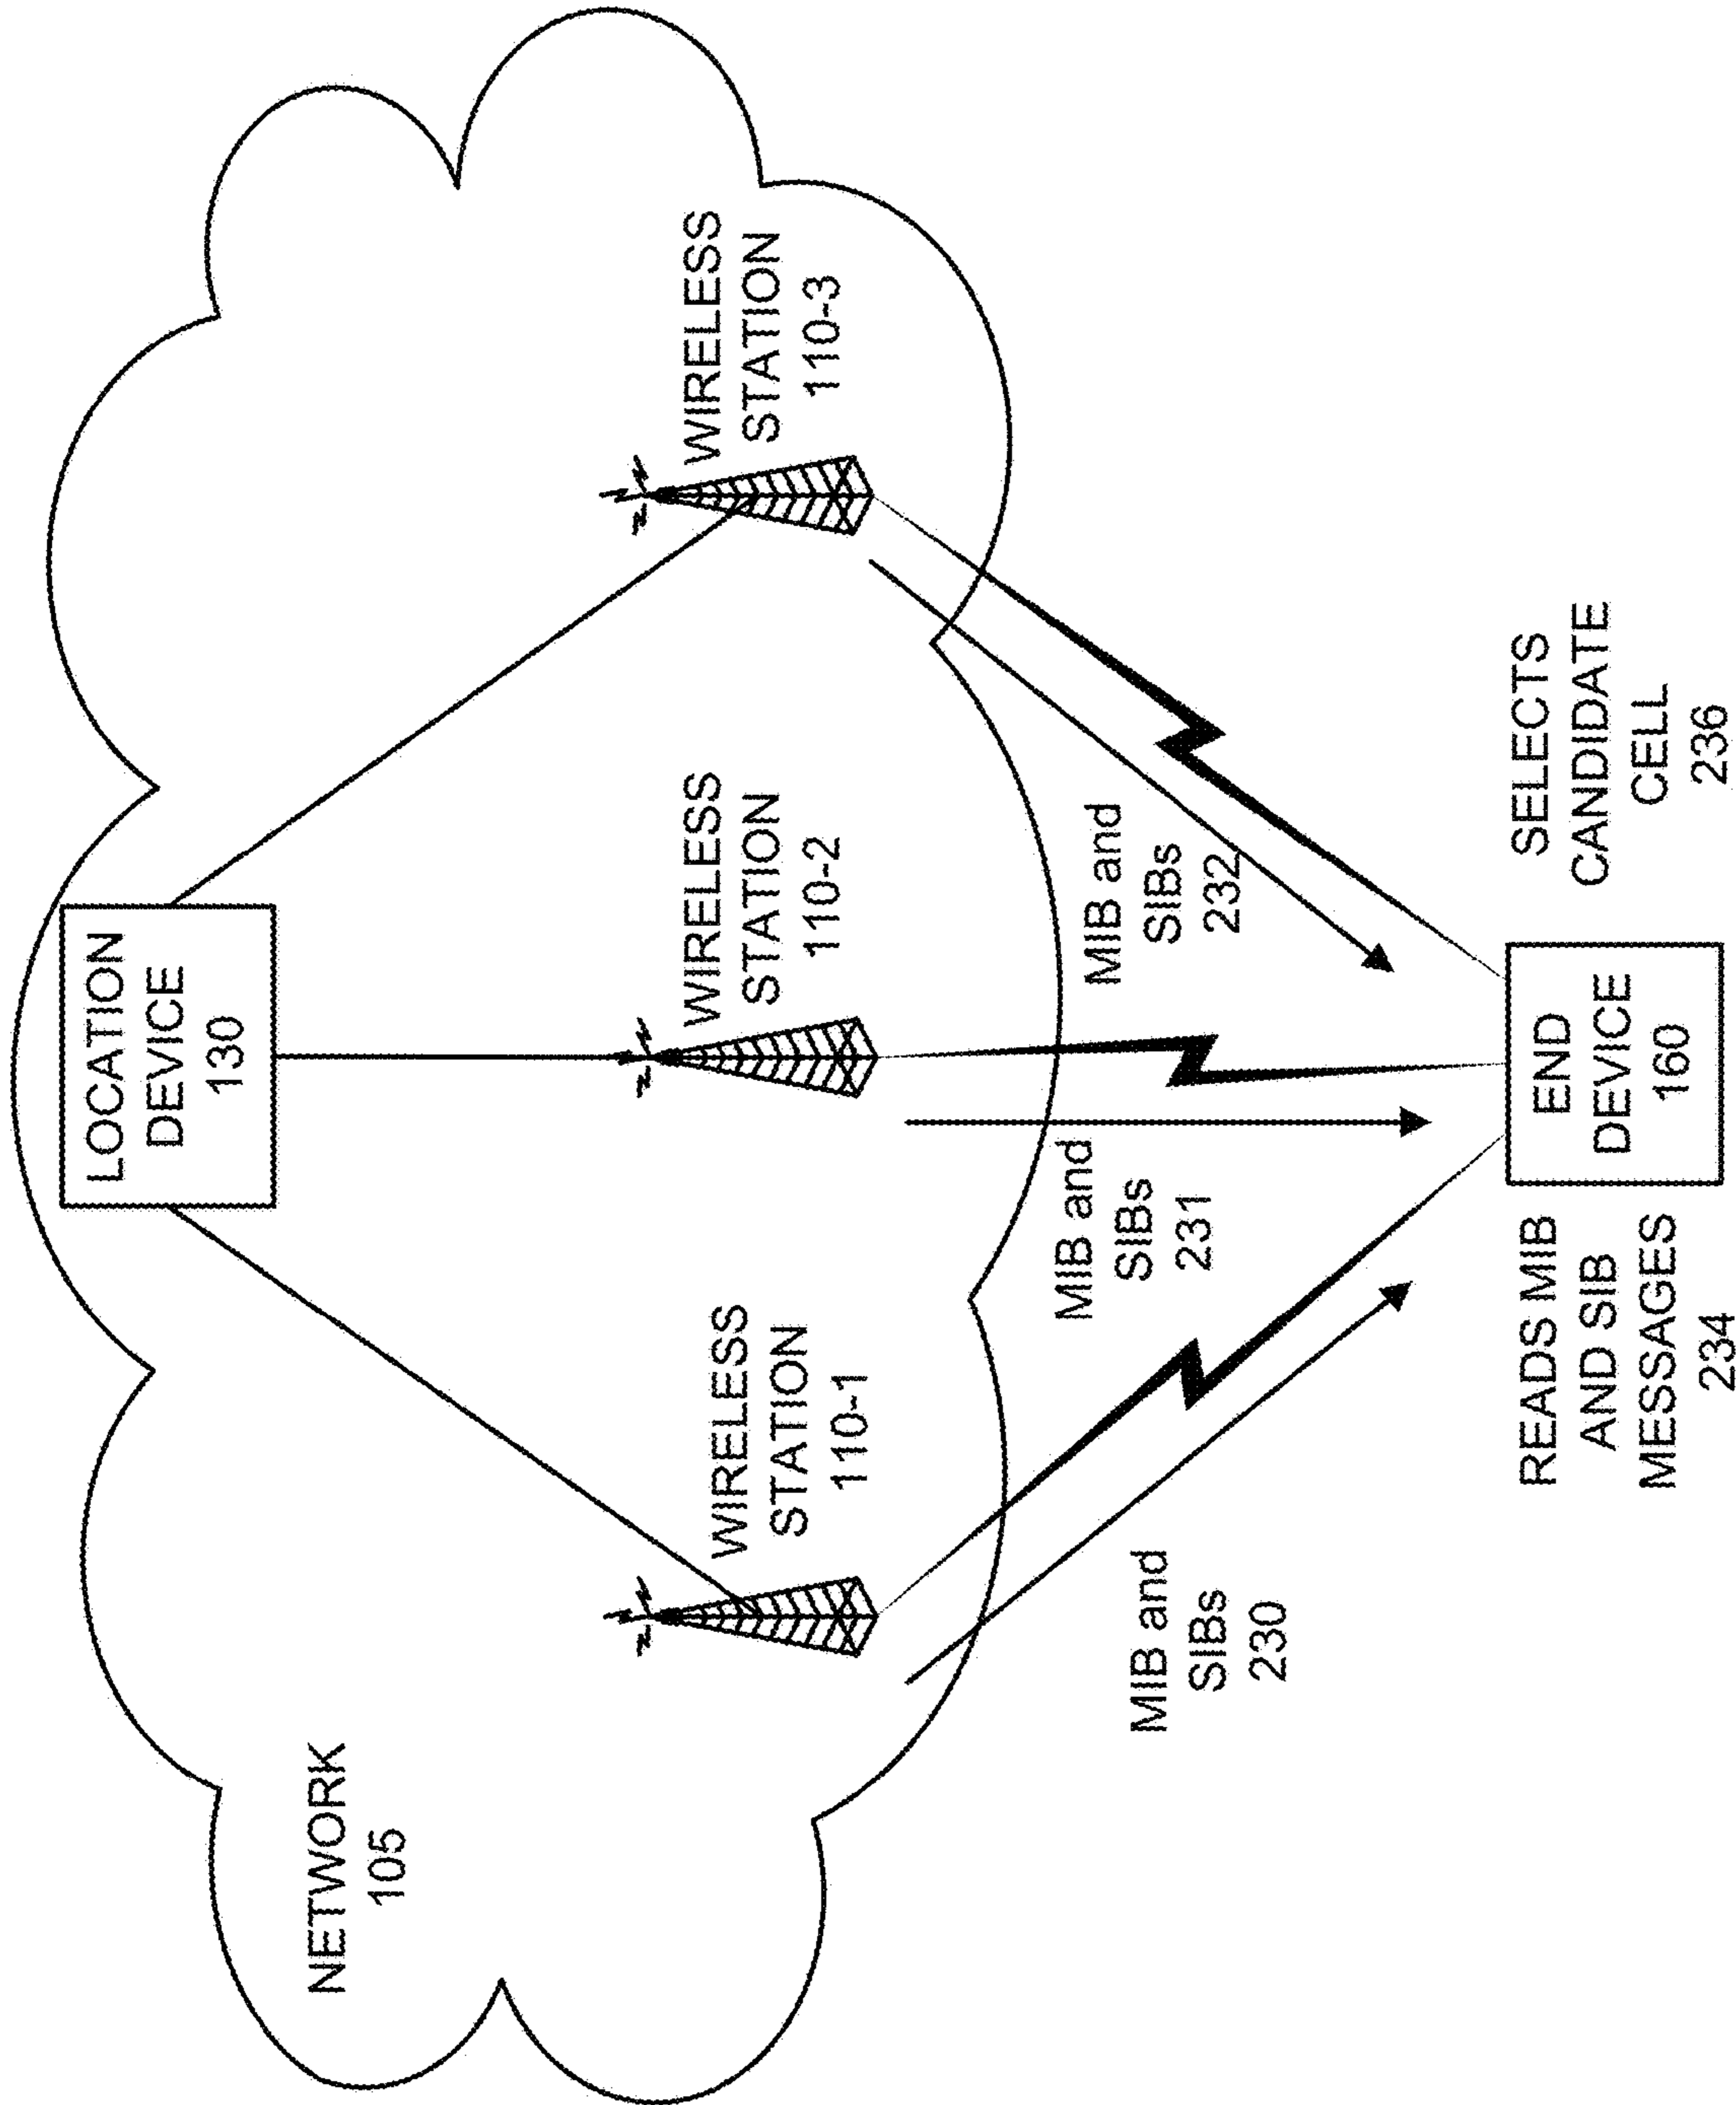 LOCATION
DEVICE
130
NETWORK
105
WIRELESS
STATION
110-1
WIRELESS
STATION
110-2
WIRELESS
STATION
110-3
MIB and
SIBs
230
MIB and
SIBs
231
MIB and
SIBs
232
READS MIB
AND SIB
MESSAGES
234
END
DEVICE
160
SELECTS
CANDIDATE
CELL
236